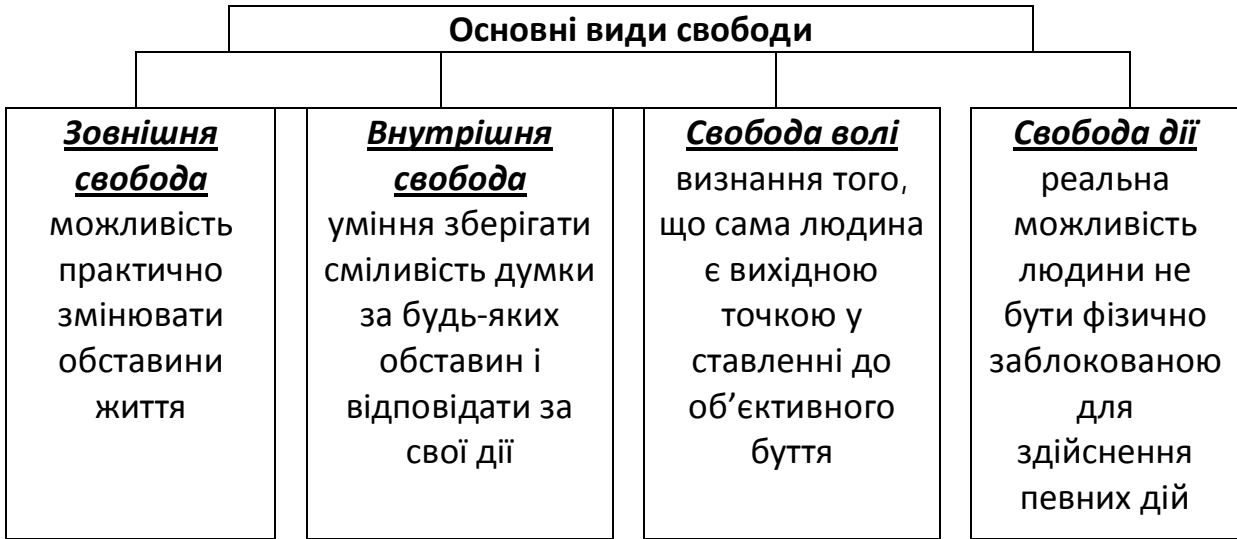 Основні види свободи
Зовнішня
свобода
можливість
практично
змінювати
обставини
життя
Внутрішня
свобода
уміння зберігати
сміливість думки
за будь-яких
обставин і
відповідати за
свої дії
Свобода волі
визнання того,
що сама людина
є вихідною
точкою у
ставленні до
об’єктивного
буття
Свобода дії
реальна
можливість
людини не
бути фізично
заблокованою
для
здійснення
певних дій